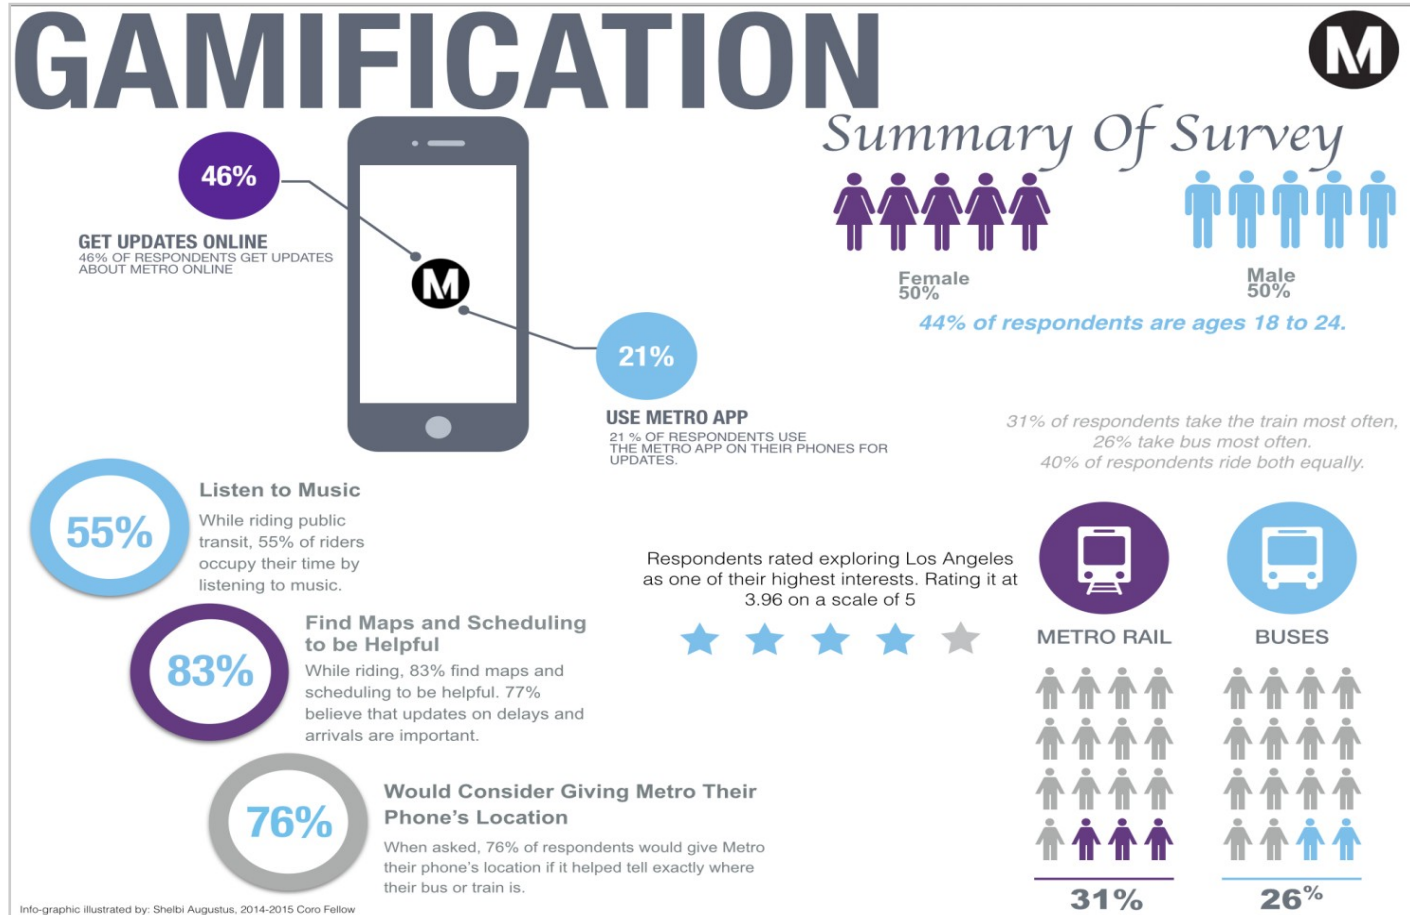 GAMIFICATION
M
Summary Of Survey
46%
GET UPDATES ONLINE
46% OF RESPONDENTS GET UPDATES
ABOUT METRO ONLINE
M
21%
USE METRO APP
21 % OF RESPONDENTS USE
THE METRO APP ON THEIR PHONES FOR
UPDATES.
Female
50%
Male
50%
44% of respondents are ages 18 to 24.
31% of respondents take the train most often,
26% take bus most often.
40% of respondents ride both equally.
55%
Listen to Music
While riding public
transit, 55% of riders
occupy their time by
listening to music.
83%
Find Maps and Scheduling
to be Helpful
While riding, 83% find maps and
scheduling to be helpful. 77%
believe that updates on delays and
arrivals are important.
76%
Would Consider Giving Metro Their
Phone's Location
When asked, 76% of respondents would give Metro
their phone's location if it helped tell exactly where
their bus or train is.
Respondents rated exploring Los Angeles
as one of their highest interests. Rating it at
3.96 on a scale of 5
METRO RAIL
BUSES
31%
26%
Info-graphic illustrated by: Shelbi Augustus, 2014-2015 Coro Fellow